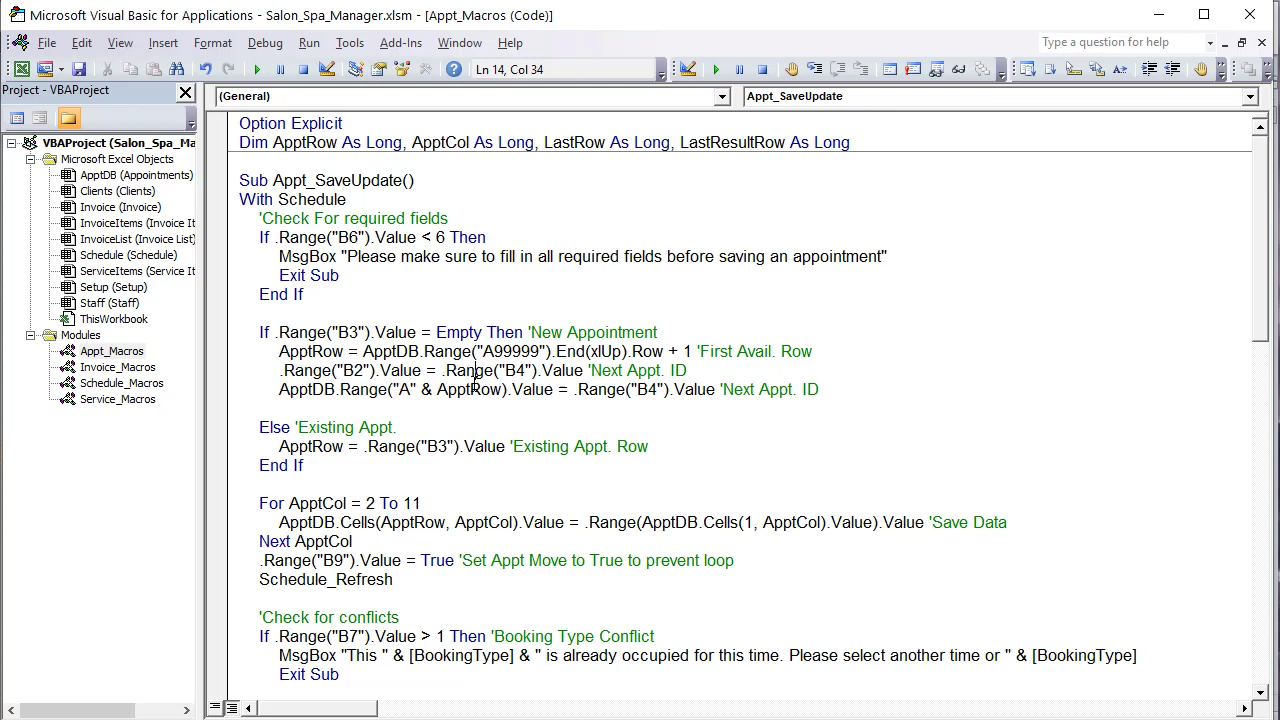 Microsoft Visual Basic for Applications - Salon_Spa_Manager.xlsm - [Appt_Macros (Code)]
File Edit View Insert Format Debug Run Tools Add-Ins Window Help
Type a question for help
Ln 14, Col 34
Project - VBAProject
(General)
Appt_SaveUpdate
VBAProject (Salon_Spa_Ma
Microsoft Excel Objects
ApptDB (Appointments)
Clients (Clients)
Invoice (Invoice)
InvoiceItems (Invoice It
InvoiceList (Invoice List)
Schedule (Schedule)
ServiceItems (Service It
Setup (Setup)
Staff (Staff)
ThisWorkbook
Modules
Appt_Macros
Invoice_Macros
Schedule_Macros
Service_Macros
Option Explicit
Dim ApptRow As Long, ApptCol As Long, LastRow As Long, LastResultRow As Long
Sub Appt_SaveUpdate()
With Schedule
'Check For required fields
If .Range("B6").Value < 6 Then
MsgBox "Please make sure to fill in all required fields before saving an appointment"
Exit Sub
End If
If .Range("B3").Value = Empty Then 'New Appointment
ApptRow = ApptDB.Range("A99999").End(xlUp).Row + 1 'First Avail. Row
.Range("B2").Value = .Range("B4").Value 'Next Appt. ID
ApptDB.Range("A" & ApptRow).Value = .Range("B4").Value 'Next Appt. ID
Else 'Existing Appt.
ApptRow = .Range("B3").Value 'Existing Appt. Row
End If
For ApptCol = 2 To 11
ApptDB.Cells(ApptRow, ApptCol).Value = .Range(ApptDB.Cells(1, ApptCol).Value).Value 'Save Data
Next ApptCol
.Range("B9").Value = True 'Set Appt Move to True to prevent loop
Schedule_Refresh
'Check for conflicts
If .Range("B7").Value > 1 Then 'Booking Type Conflict
MsgBox "This " & [BookingType] & " is already occupied for this time. Please select another time or " & [BookingType]
Exit Sub